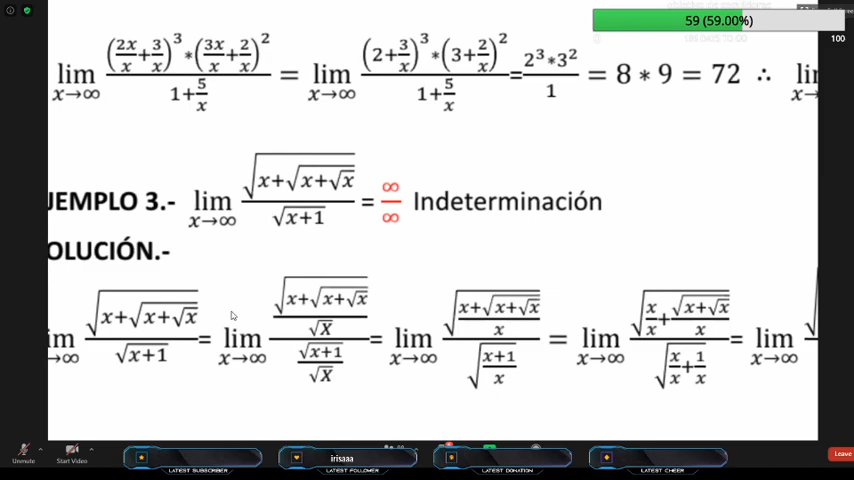 59 (59.00%)
100
lim x→∞ ((2x/x + 3/x)^3 * (3x/x + 2/x)^2) / (1 + 5/x) = lim x→∞ ((2 + 3/x)^3 * (3 + 2/x)^2) / (1 + 5/x) = (2^3 * 3^2) / 1 = 8 * 9 = 72 ∴
JEMPLO 3.- lim x→∞ √(x+√(x+√x)) / √(x+1) = ∞/∞ Indeterminación
OLUCIÓN.-
im x→∞ √(x+√(x+√x)) / √(x+1) = lim x→∞ (√(x+√(x+√x)) / √X) / (√(x+1) / √X) = lim x→∞ √((x+√(x+√x)) / x) / √((x+1)/x) = lim x→∞ √(x/x + √(x+√x)/x) / √(x/x + 1/x) = lim x→∞
Unmute
Start Video
irisaaa
Leave
LATEST SUBSCRIBER
LATEST FOLLOWER
LATEST DONATION
LATEST CHEER